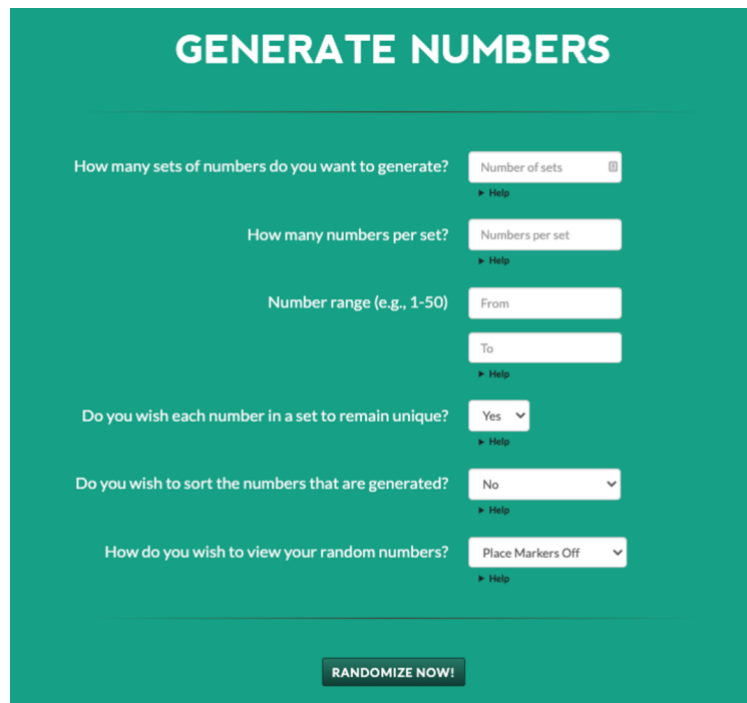 GENERATE NUMBERS
How many sets of numbers do you want to generate? Number of sets
► Help
How many numbers per set? Numbers per set
► Help
Number range (e.g., 1-50) From
To
► Help
Do you wish each number in a set to remain unique? Yes
► Help
Do you wish to sort the numbers that are generated? No
► Help
How do you wish to view your random numbers? Place Markers Off
► Help
RANDOMIZE NOW!